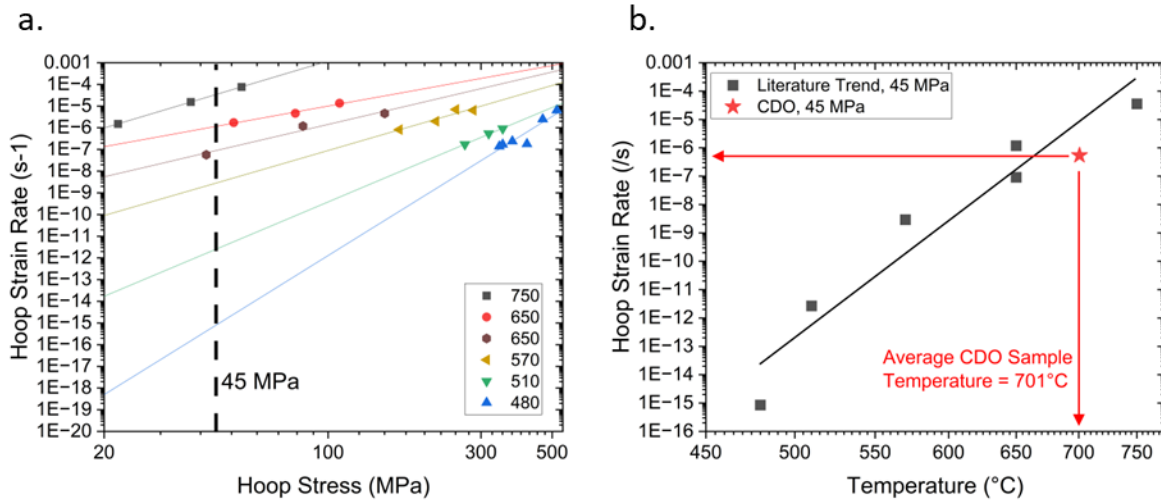 a.
0.001
1E-4
1E-5
1E-6
1E-7
1E-8
1E-9
1E-10
1E-11
1E-12
1E-13
1E-14
1E-15
1E-16
1E-17
1E-18
1E-19
1E-20
Hoop Strain Rate (s-1)
20
100
300
500
Hoop Stress (MPa)
45 MPa
750
650
650
570
510
480
b.
0.001
1E-4
1E-5
1E-6
1E-7
1E-8
1E-9
1E-10
1E-11
1E-12
1E-13
1E-14
1E-15
1E-16
Hoop Strain Rate (/s)
450
500
550
600
650
700
750
Temperature (°C)
Literature Trend, 45 MPa
CDO, 45 MPa
Average CDO Sample
Temperature = 701°C